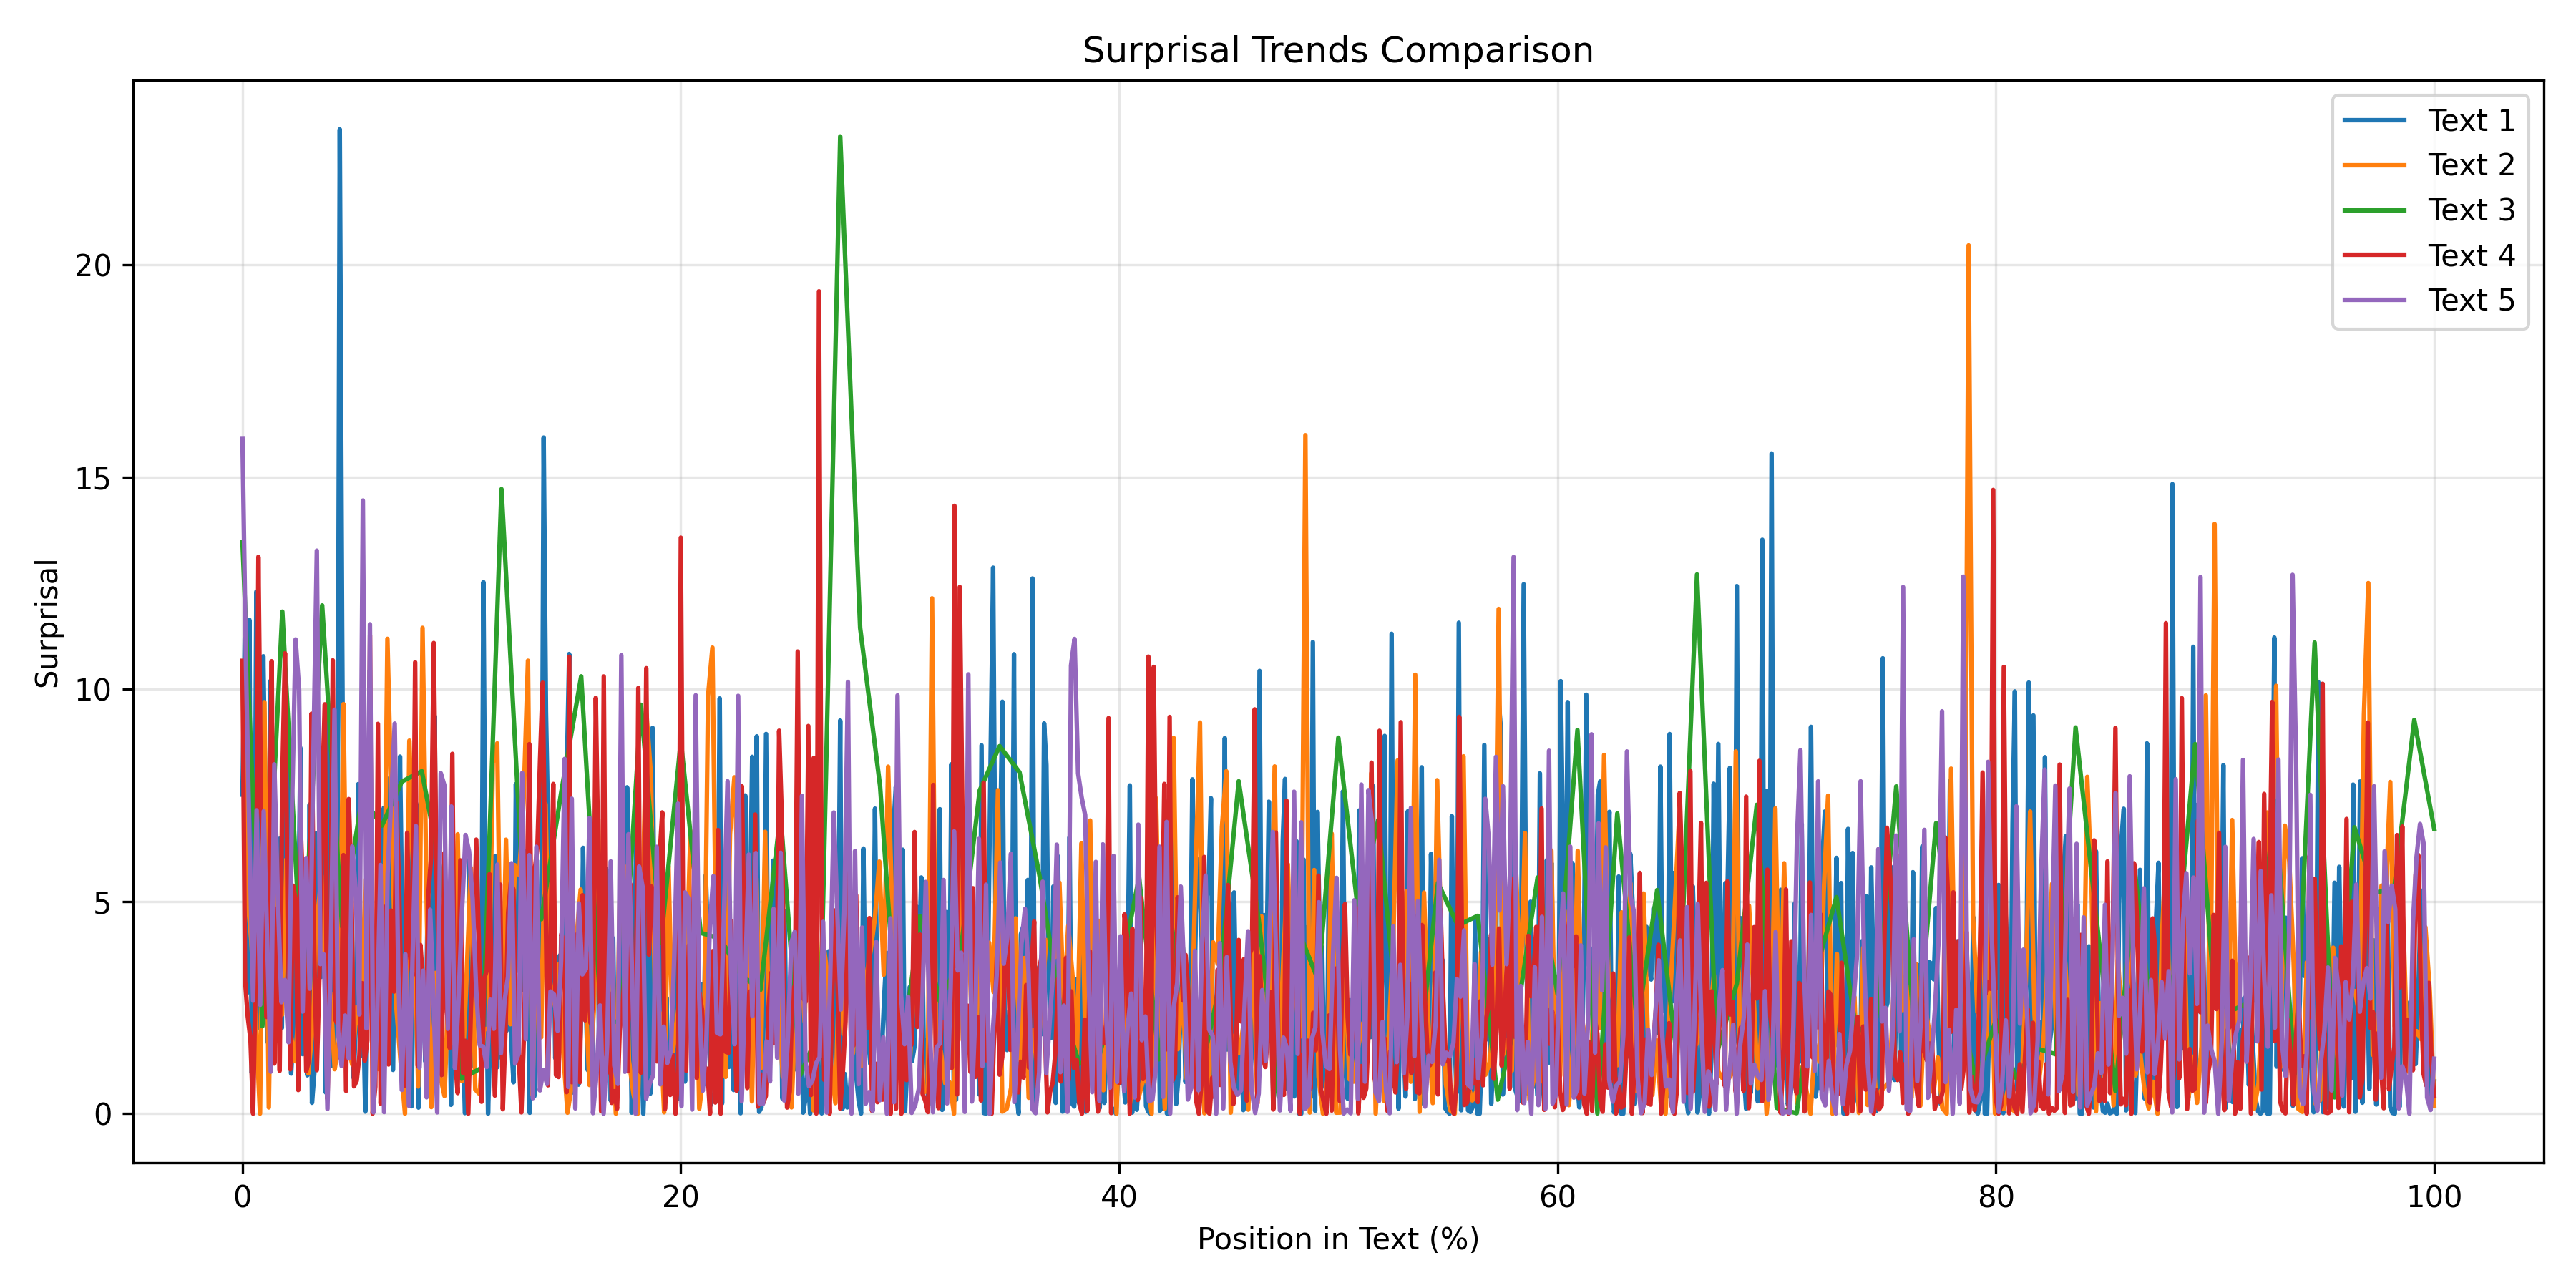 Surprisal Trends Comparison
Text 1
Text 2
Text 3
Text 4
Text 5
Surprisal
20
15
10
5
0
0 20 40 60 80 100
Position in Text (%)